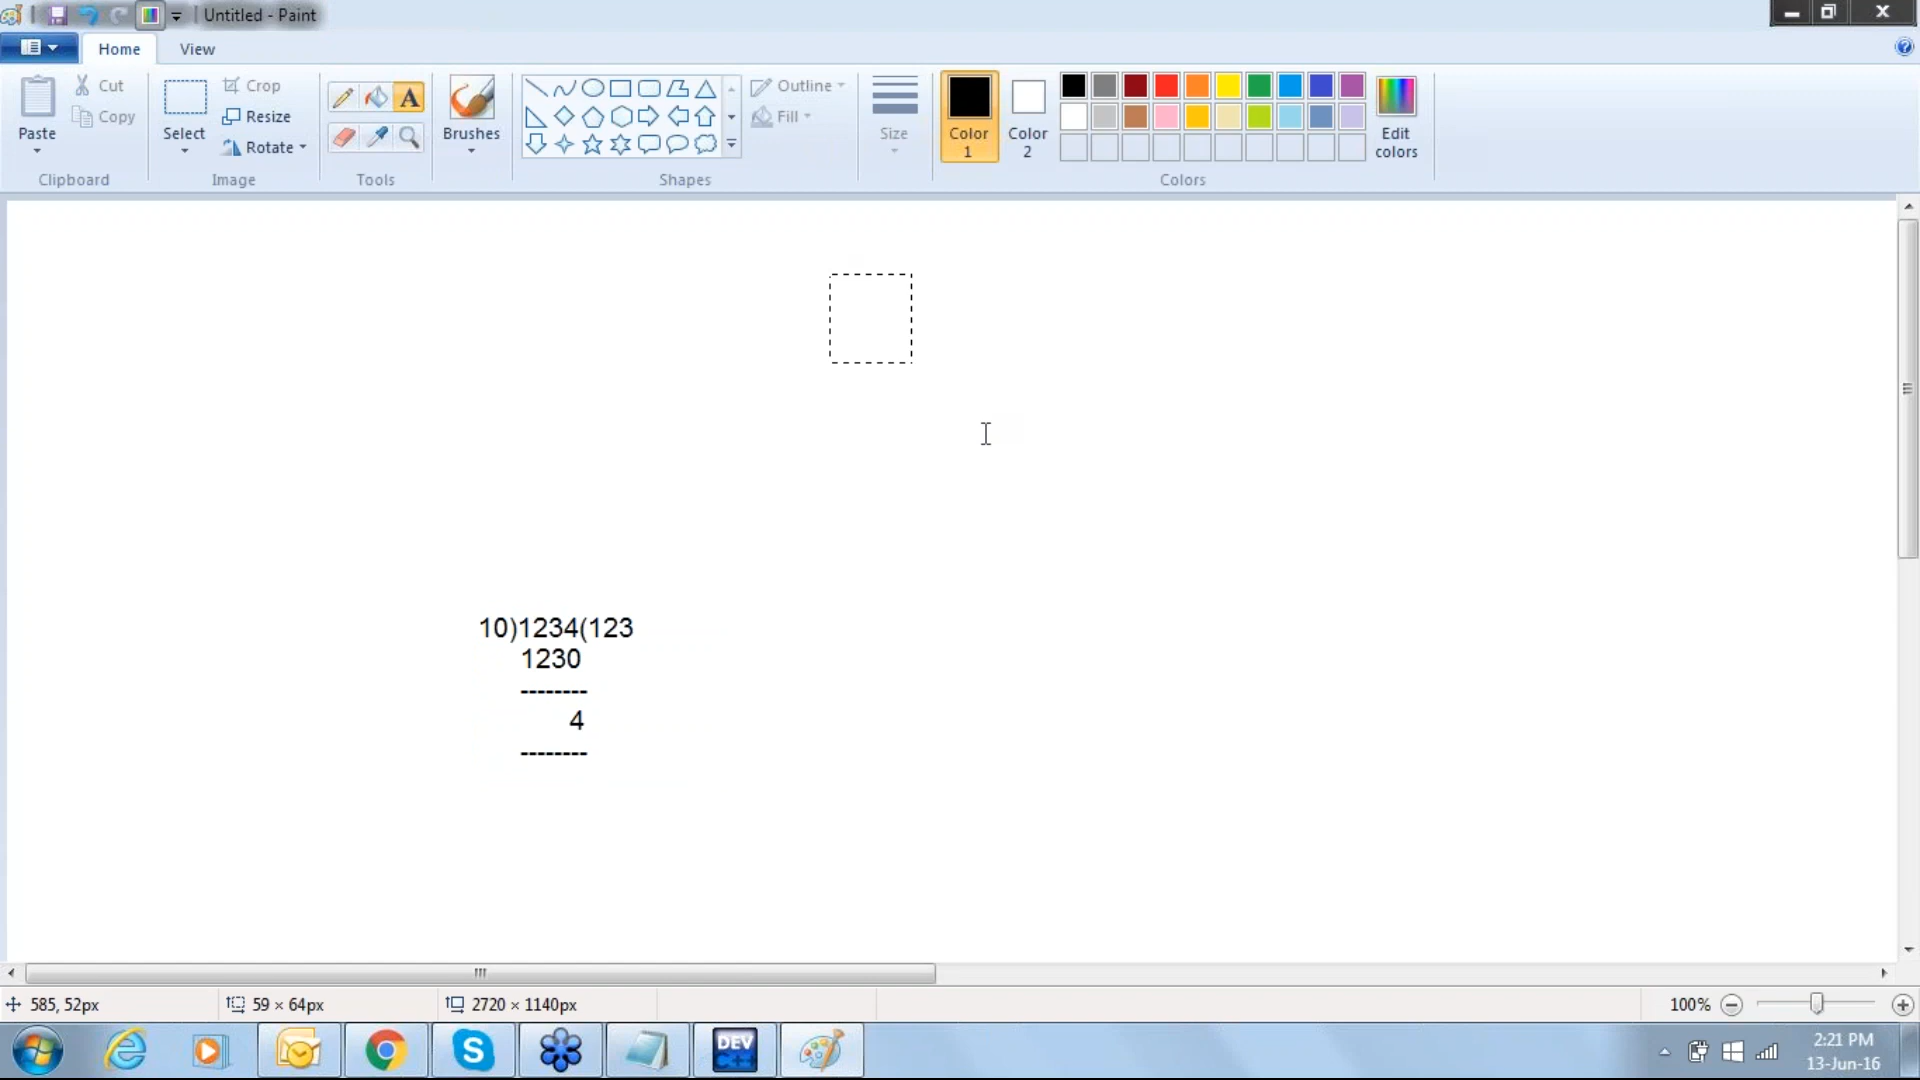 Untitled - Paint
Home View
Paste
Cut
Copy
Clipboard
Select
Crop
Resize
Rotate
Image
A
Tools
Brushes
Shapes
Outline
Fill
Size
Color 1
Color 2
Edit colors
Colors
10)1234(123
1230
--------
4
--------
585, 52px
59 × 64px
2720 × 1140px
100%
S
DEV C++
2:21 PM
13-Jun-16